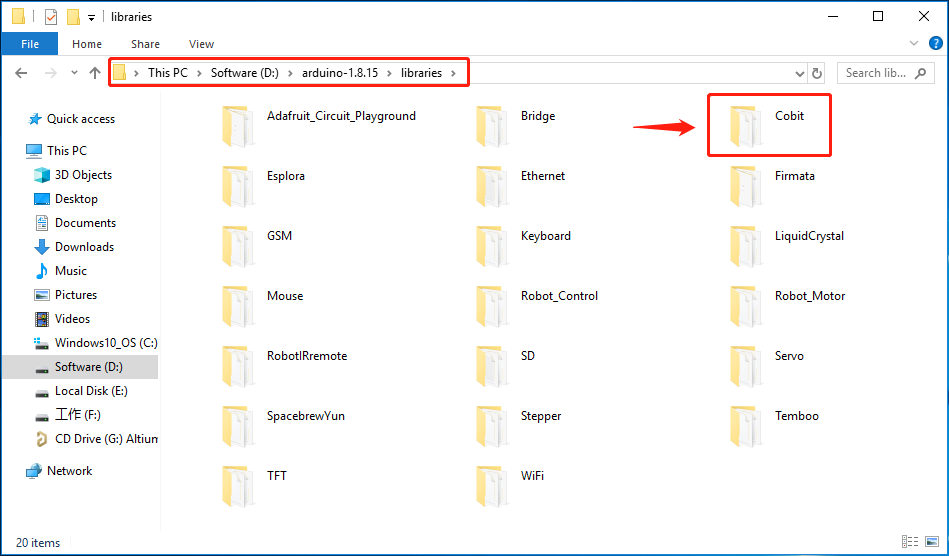 libraries
File Home Share View
This PC Software (D:) arduino-1.8.15 libraries
Search lib...
Quick access
This PC
3D Objects
Desktop
Documents
Downloads
Music
Pictures
Videos
Windows10_OS (C:)
Software (D:)
Local Disk (E:)
工作 (F:)
CD Drive (G:) Altium
Network
Adafruit_Circuit_Playground Bridge Cobit
Esplora Ethernet Firmata
GSM Keyboard LiquidCrystal
Mouse Robot_Control Robot_Motor
RobotIRremote SD Servo
SpacebrewYun Stepper Temboo
TFT WiFi
20 items